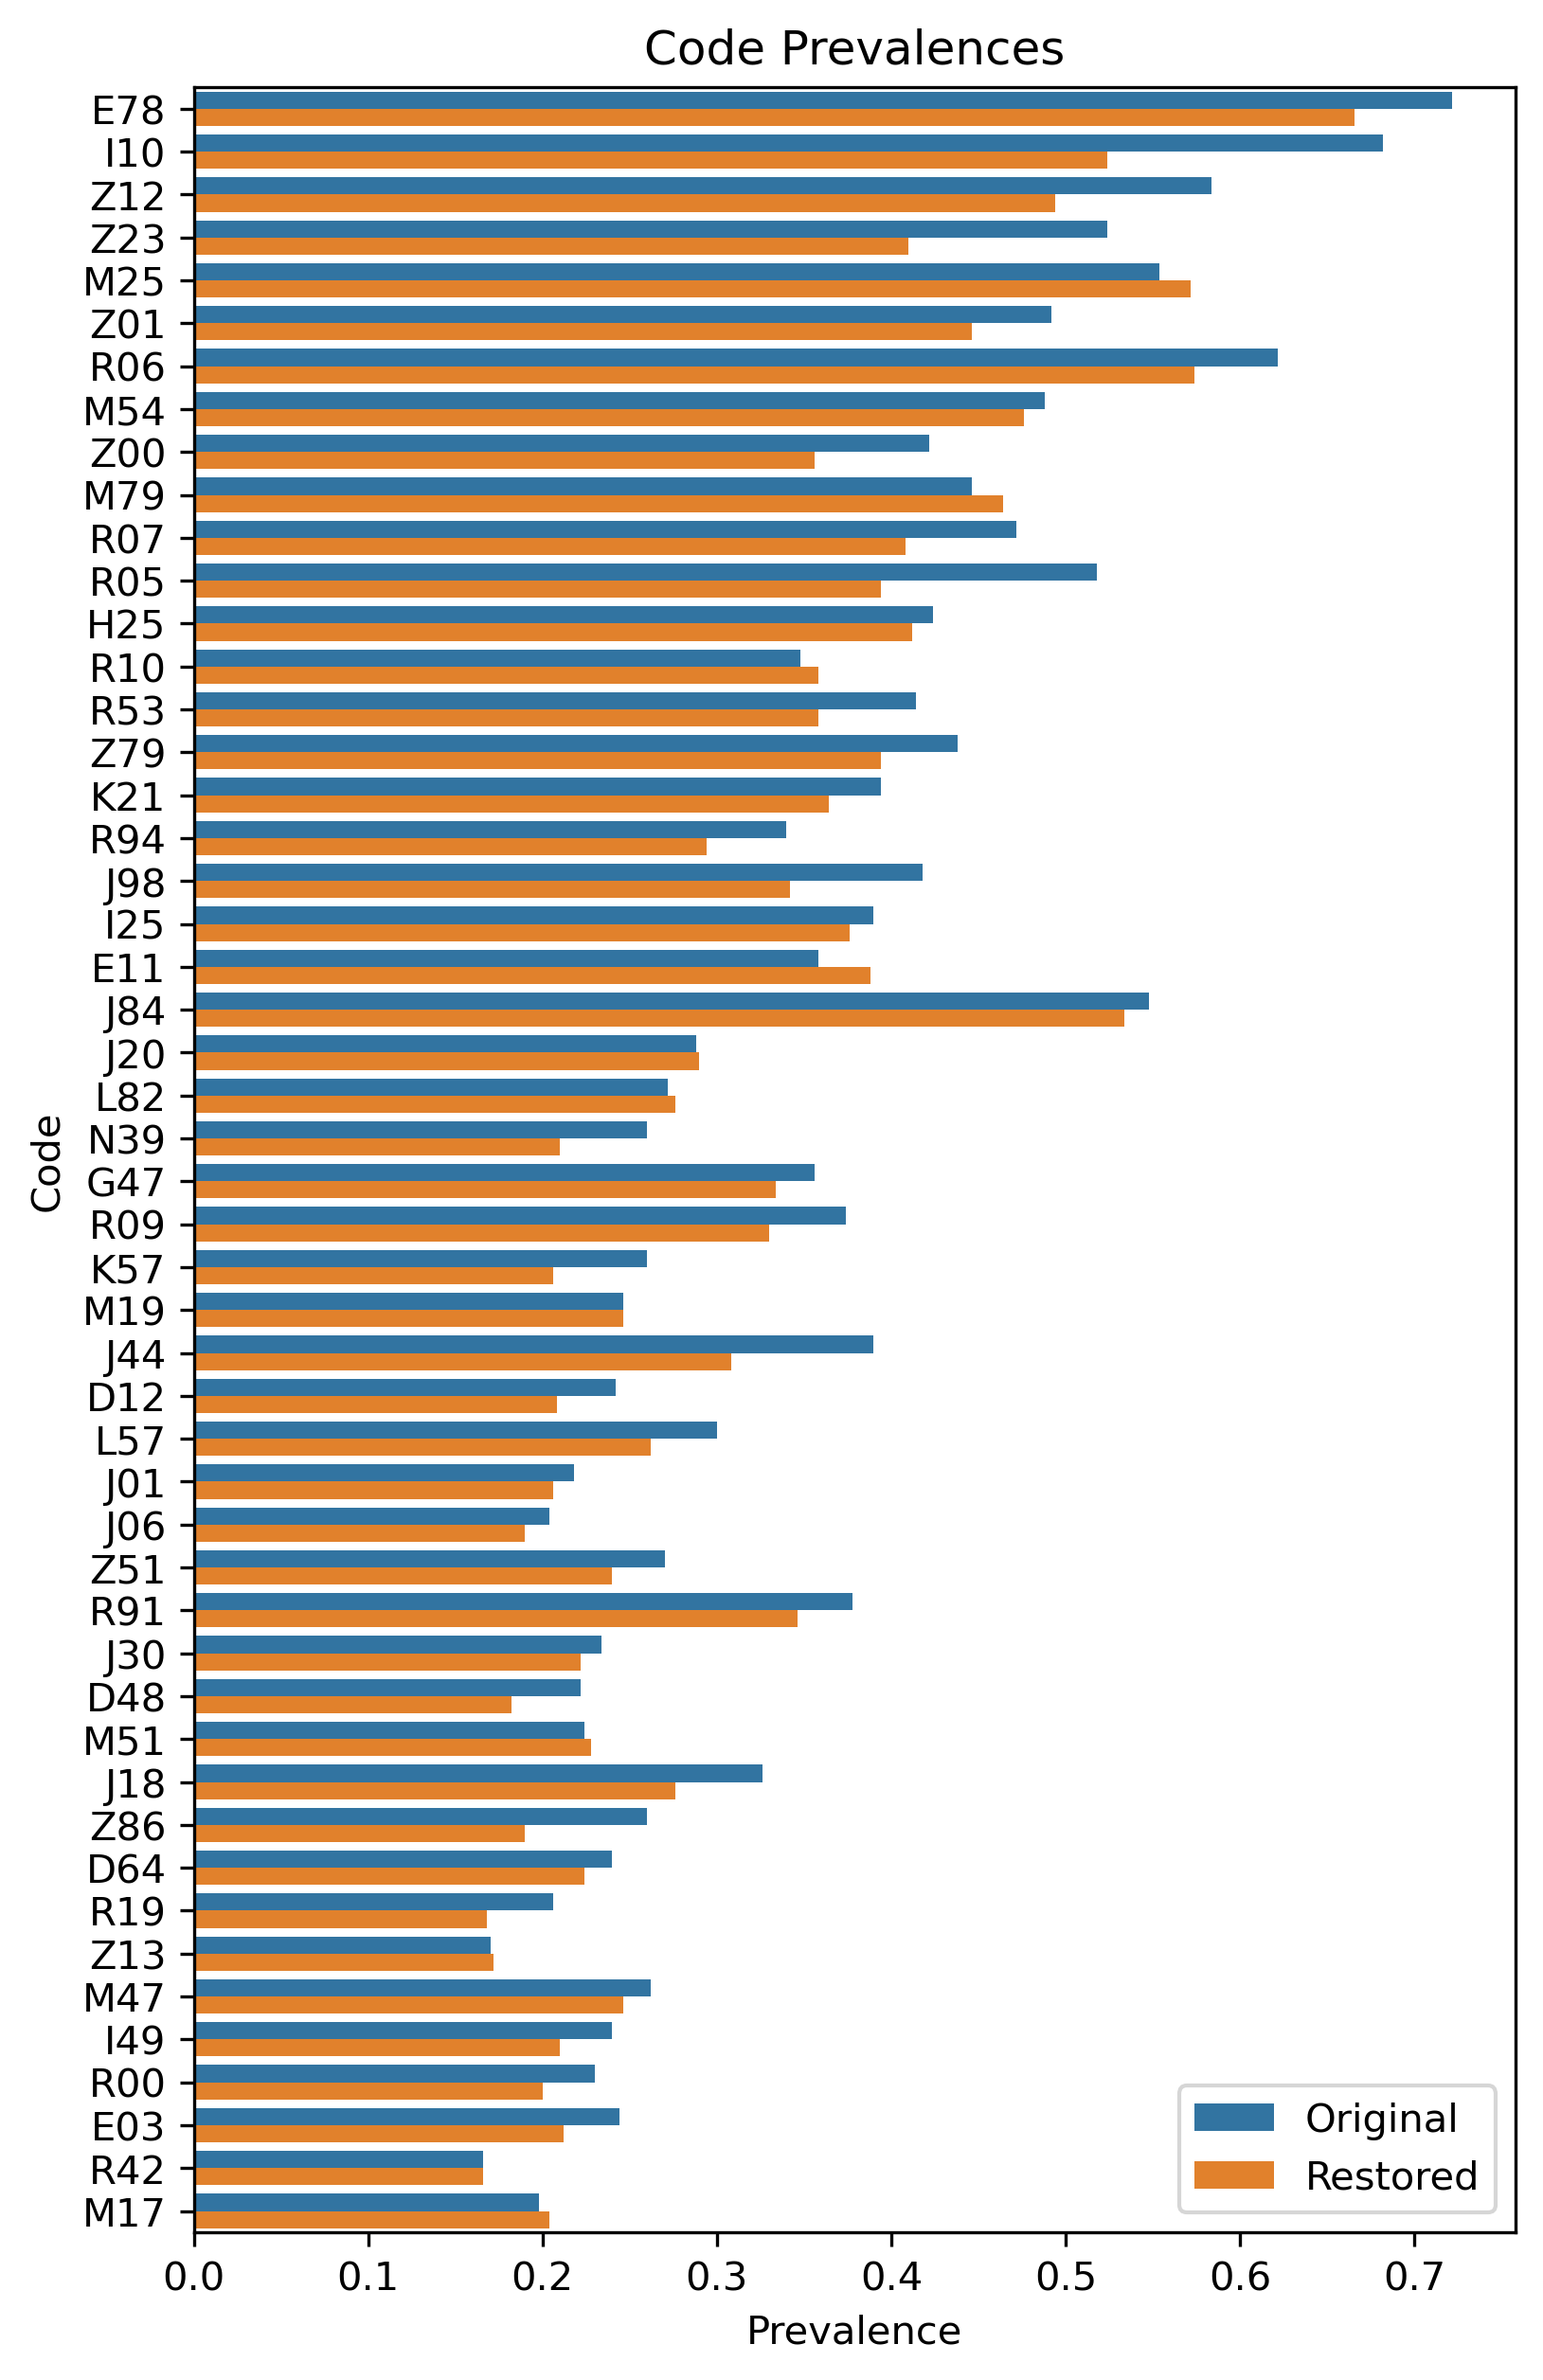 Code Prevalences
E78
I10
Z12
Z23
M25
Z01
R06
M54
Z00
M79
R07
R05
H25
R10
R53
Z79
K21
R94
J98
I25
E11
J84
J20
L82
N39
G47
R09
K57
M19
J44
D12
L57
J01
J06
Z51
R91
J30
D48
M51
J18
Z86
D64
R19
Z13
M47
I49
R00
E03
R42
M17
Code
Original
Restored
0.0 0.1 0.2 0.3 0.4 0.5 0.6 0.7
Prevalence